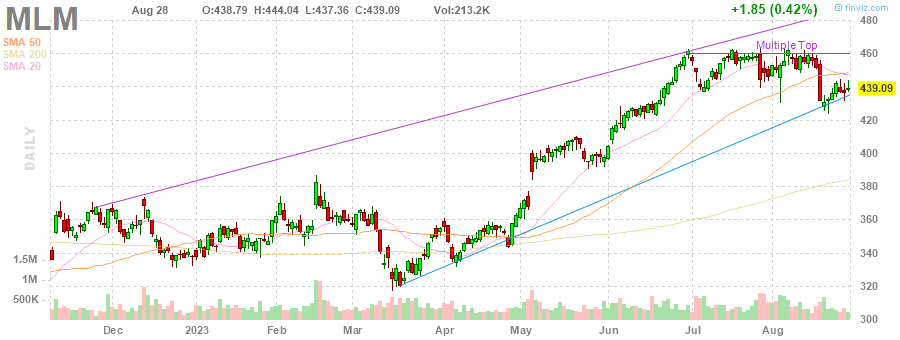 MLM Aug 28 O:438.79 H:444.04 L:437.36 C:439.09 Vol:213.2K +1.85 (0.42%) © finviz.com
SMA 50
SMA 200
SMA 20
DAILY
Multiple Top
480
460
439.09
420
400
380
360
340
320
300
1.5M
1M
500K
Dec 2023 Feb Mar Apr May Jun Jul Aug